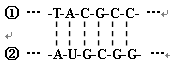 ① ··· -T-A-C-G-C-C- ···
② ··· -A-U-G-C-G-G- ···